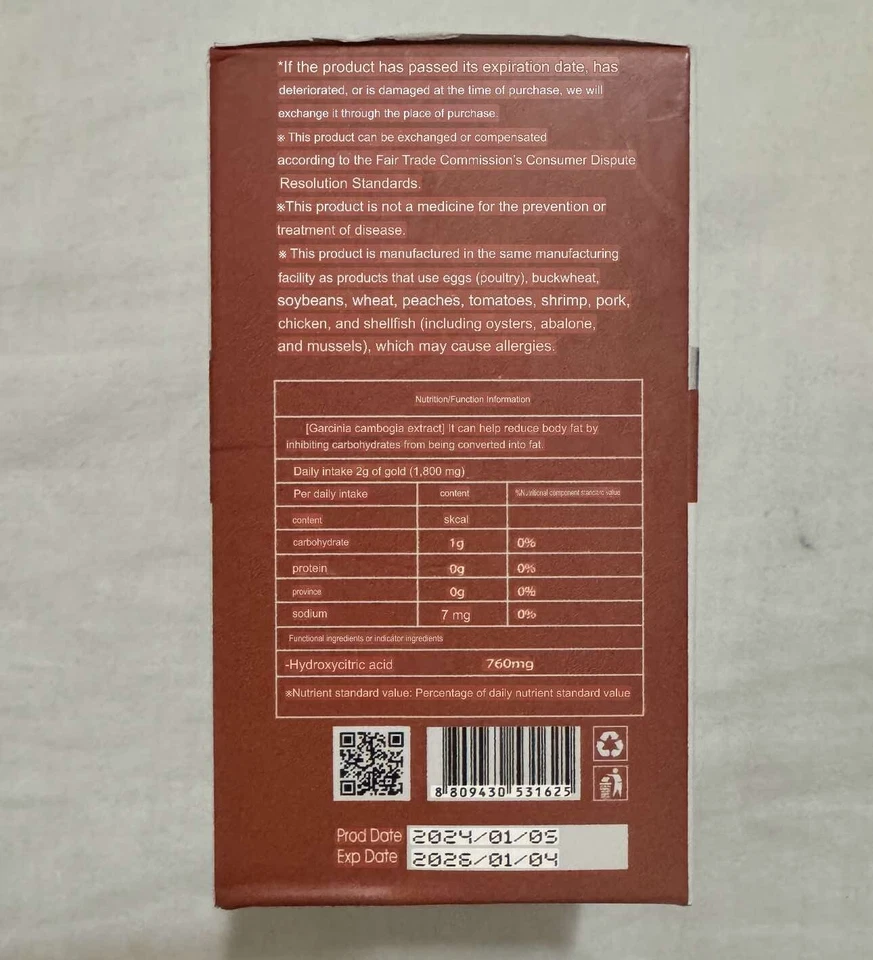 *If the product has passed its expiration date, has
deteriorated, or is damaged at the time of purchase, we will
exchange it through the place of purchase.
※ This product can be exchanged or compensated
according to the Fair Trade Commission's Consumer Dispute
Resolution Standards.
※This product is not a medicine for the prevention or
treatment of disease.
※ This product is manufactured in the same manufacturing
facility as products that use eggs (poultry), buckwheat,
soybeans, wheat, peaches, tomatoes, shrimp, pork,
chicken, and shellfish (including oysters, abalone,
and mussels), which may cause allergies.
Nutrition/Function Information
[Garcinia cambogia extract] It can help reduce body fat by
inhibiting carbohydrates from being converted into fat.
Daily intake 2g of gold (1,800 mg)
Per daily intake content %Nutritional component standard value
content skcal
carbohydrate 1g 0%
protein 0g 0%
province 0g 0%
sodium 7 mg 0%
Functional ingredients or indicator ingredients
-Hydroxycitric acid 760mg
※Nutrient standard value: Percentage of daily nutrient standard value
8 809430 531625
Prod Date 2024/01/05
Exp Date 2026/01/04